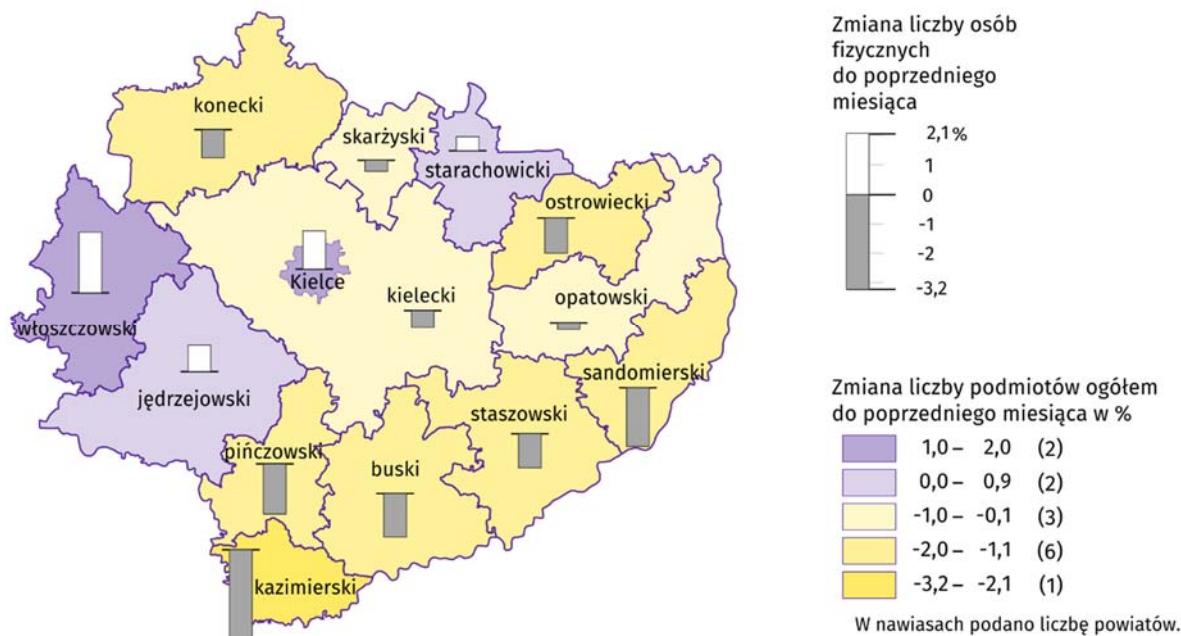 konecki
skarżyski
starachowicki
ostrowiecki
Kielce
kielecki
opatowski
włoszczowski
jędrzejowski
sandomierski
staszowski
pińczowski
buski
kazimierski
Zmiana liczby osób
fizycznych
do poprzedniego
miesiąca
2,1%
1
0
-1
-2
-3,2
Zmiana liczby podmiotów ogółem
do poprzedniego miesiąca w %
1,0 – 2,0 (2)
0,0 – 0,9 (2)
-1,0 – -0,1 (3)
-2,0 – -1,1 (6)
-3,2 – -2,1 (1)
W nawiasach podano liczbę powiatów.